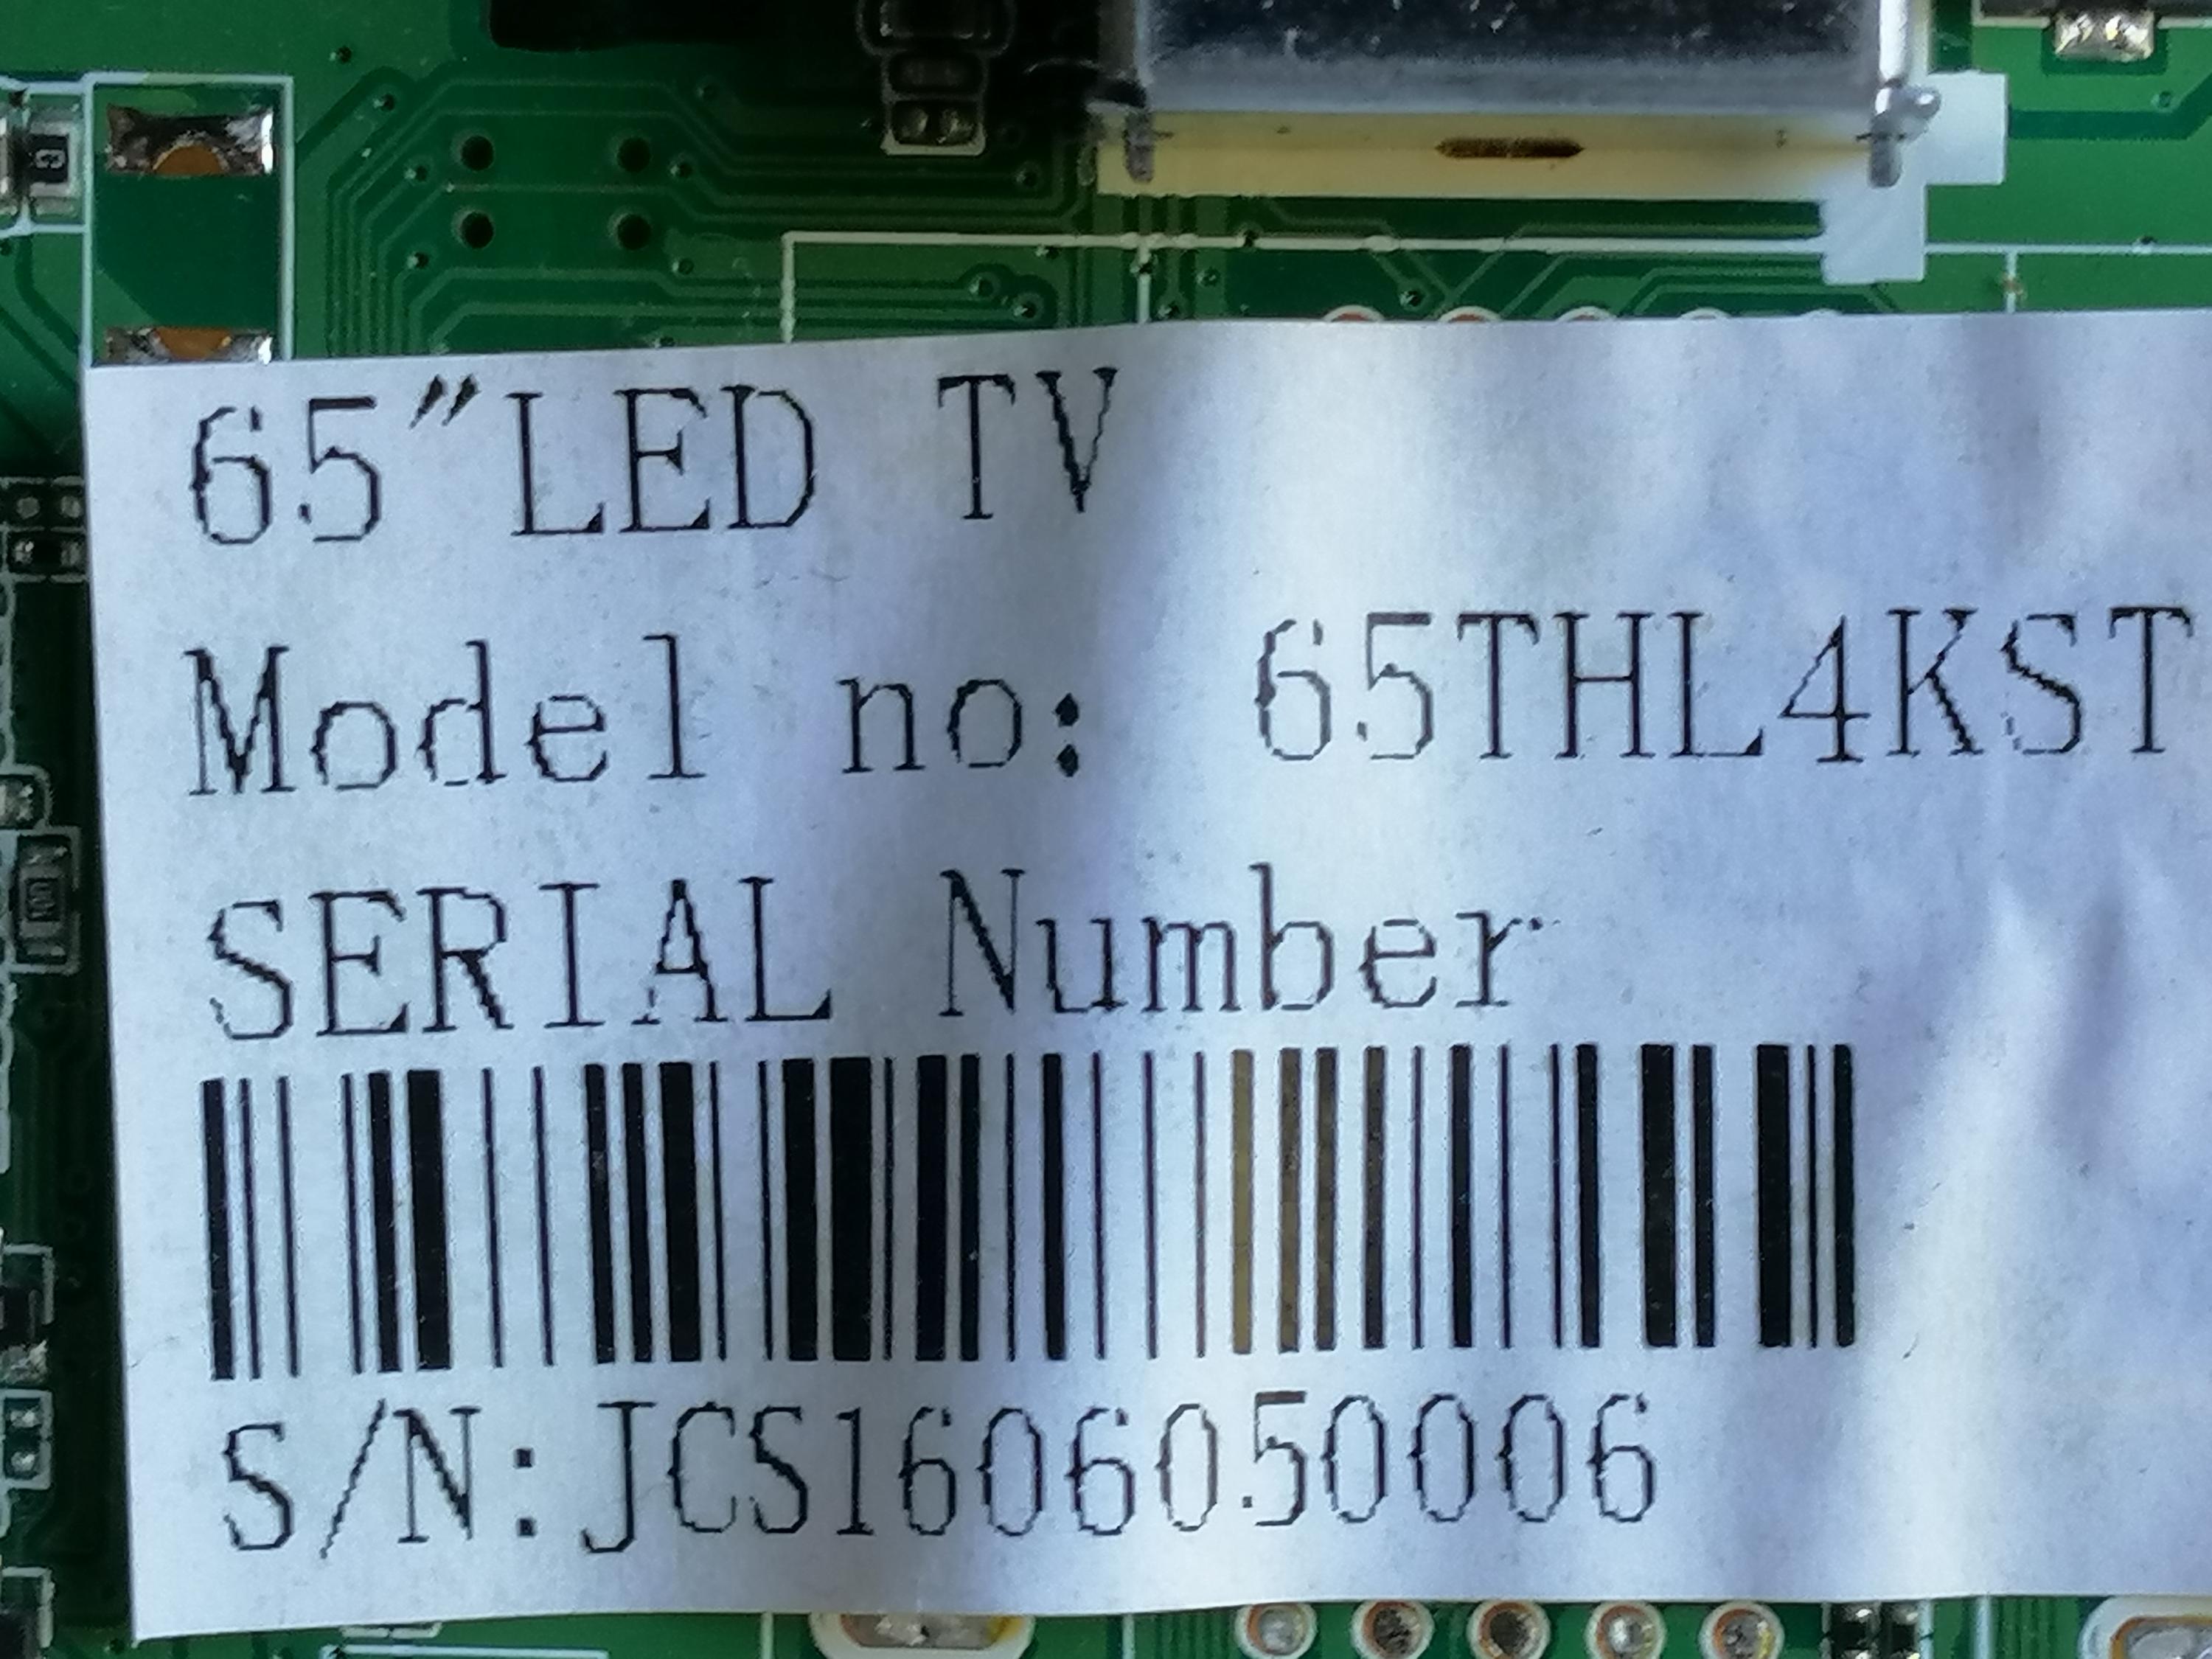 65"LED TV
Model no: 65THL4KST
SERIAL Number
S/N:JCS1606050006